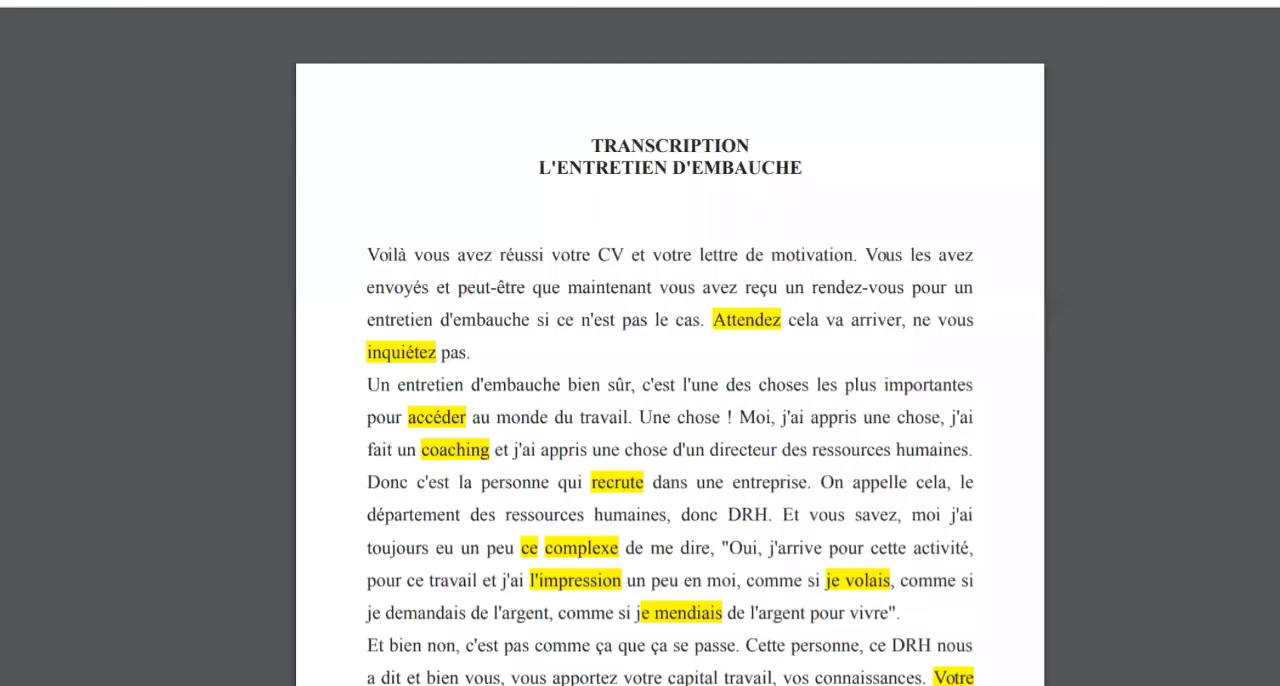 TRANSCRIPTION
L'ENTRETIEN D'EMBAUCHE
Voilà vous avez réussi votre CV et votre lettre de motivation. Vous les avez
envoyés et peut-être que maintenant vous avez reçu un rendez-vous pour un
entretien d'embauche si ce n'est pas le cas. Attendez cela va arriver, ne vous
inquiétez pas.
Un entretien d'embauche bien sûr, c'est l'une des choses les plus importantes
pour accéder au monde du travail. Une chose ! Moi, j'ai appris une chose, j'ai
fait un coaching et j'ai appris une chose d'un directeur des ressources humaines.
Donc c'est la personne qui recrute dans une entreprise. On appelle cela, le
département des ressources humaines, donc DRH. Et vous savez, moi j'ai
toujours eu un peu ce complexe de me dire, "Oui, j'arrive pour cette activité,
pour ce travail et j'ai l'impression un peu en moi, comme si je volais, comme si
je demandais de l'argent, comme si je mendiais de l'argent pour vivre".
Et bien non, c'est pas comme ça que ça se passe. Cette personne, ce DRH nous
a dit et bien vous, vous apportez votre capital travail, vos connaissances. Votre